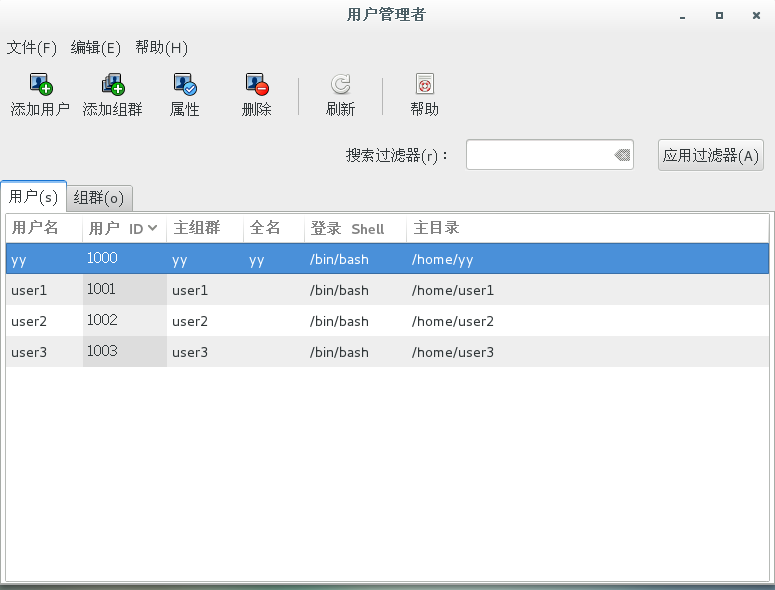 用户管理者
文件(F) 编辑(E) 帮助(H)
添加用户 添加组群 属性 删除 刷新 帮助
搜索过滤器(r)： 应用过滤器(A)
用户(s) 组群(o)
用户名 用户 ID 主组群 全名 登录 Shell 主目录
yy 1000 yy yy /bin/bash /home/yy
user1 1001 user1 /bin/bash /home/user1
user2 1002 user2 /bin/bash /home/user2
user3 1003 user3 /bin/bash /home/user3